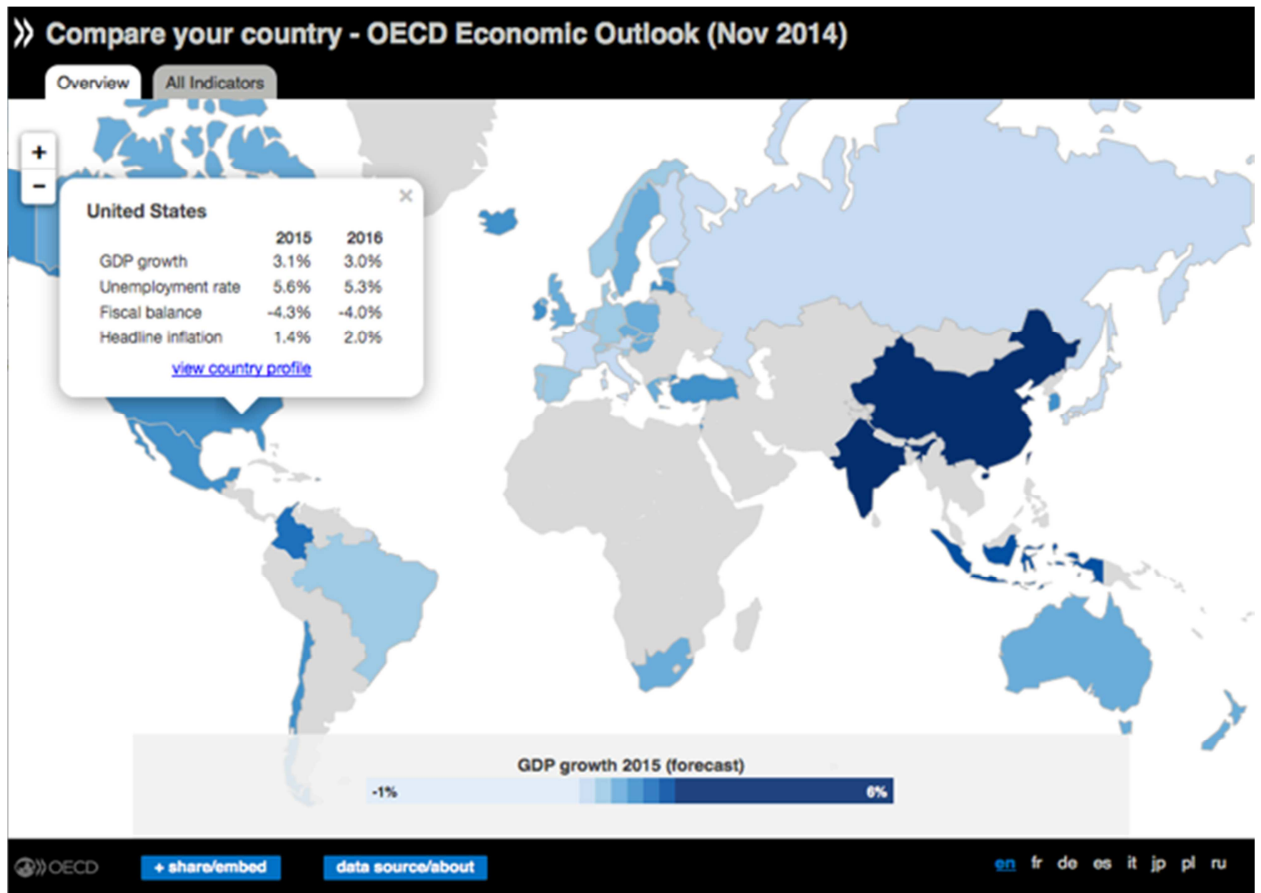 » Compare your country - OECD Economic Outlook (Nov 2014)
Overview All Indicators
+
−
×
United States
2015 2016
GDP growth 3.1% 3.0%
Unemployment rate 5.6% 5.3%
Fiscal balance -4.3% -4.0%
Headline inflation 1.4% 2.0%
view country profile
GDP growth 2015 (forecast)
-1% 6%
OECD + share/embed data source/about en fr de es it jp pl ru